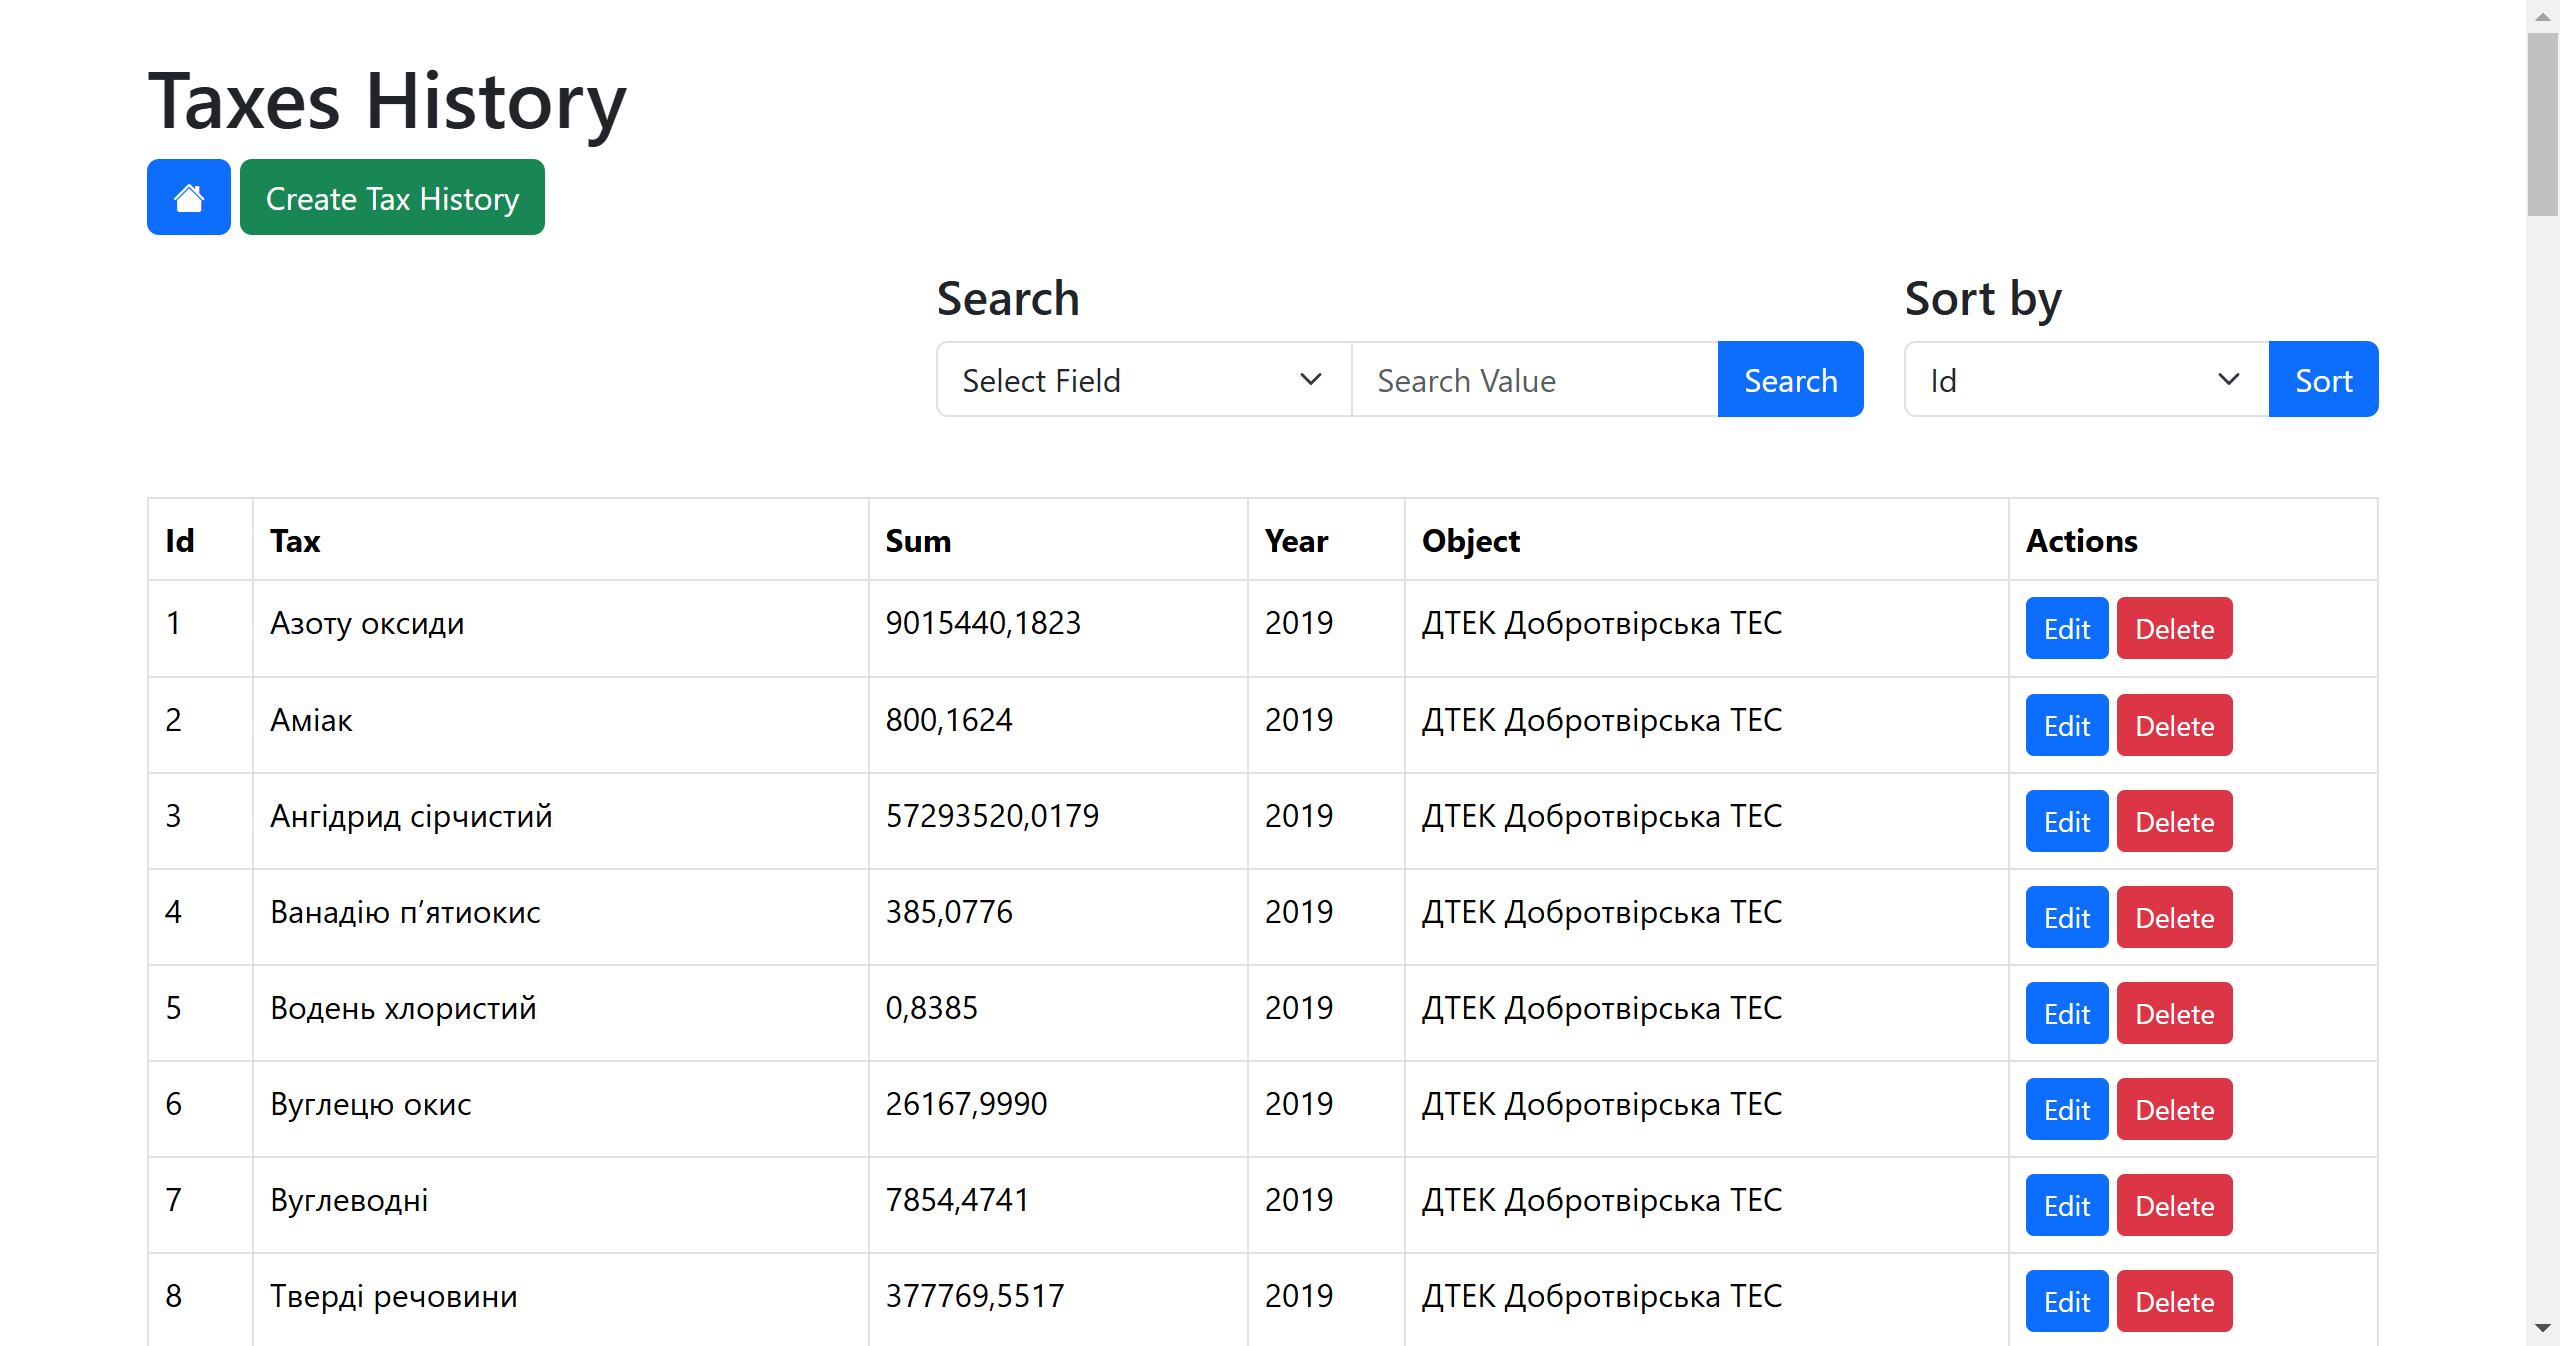 Taxes History
Create Tax History
Search Sort by
Select Field Search Value Search Id Sort
Id Tax Sum Year Object Actions
1 Азоту оксиди 9015440,1823 2019 ДТЕК Добротвірська ТЕС Edit Delete
2 Аміак 800,1624 2019 ДТЕК Добротвірська ТЕС Edit Delete
3 Ангідрид сірчистий 57293520,0179 2019 ДТЕК Добротвірська ТЕС Edit Delete
4 Ванадію п’ятиокис 385,0776 2019 ДТЕК Добротвірська ТЕС Edit Delete
5 Водень хлористий 0,8385 2019 ДТЕК Добротвірська ТЕС Edit Delete
6 Вуглецю окис 26167,9990 2019 ДТЕК Добротвірська ТЕС Edit Delete
7 Вуглеводні 7854,4741 2019 ДТЕК Добротвірська ТЕС Edit Delete
8 Тверді речовини 377769,5517 2019 ДТЕК Добротвірська ТЕС Edit Delete